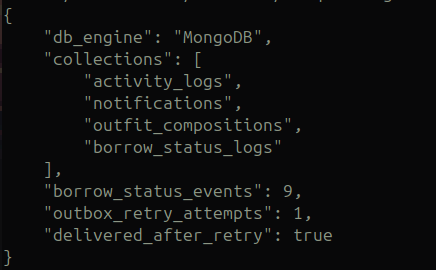 {
    "db_engine": "MongoDB",
    "collections": [
        "activity_logs",
        "notifications",
        "outfit_compositions",
        "borrow_status_logs"
    ],
    "borrow_status_events": 9,
    "outbox_retry_attempts": 1,
    "delivered_after_retry": true
}